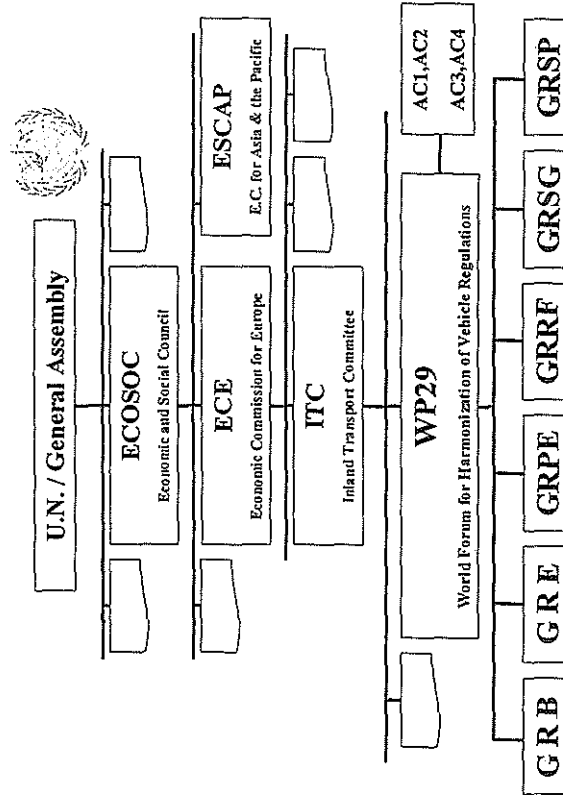 U.N. / General Assembly
ECOSOC
Economic and Social Council
ECE
Economic Commission for Europe
ESCAP
E.C. for Asia & the Pacific
ITC
Inland Transport Committee
WP29
World Forum for Harmonization of Vehicle Regulations
AC1,AC2
AC3,AC4
G R B
G R E
GRPE
GRRF
GRSG
GRSP